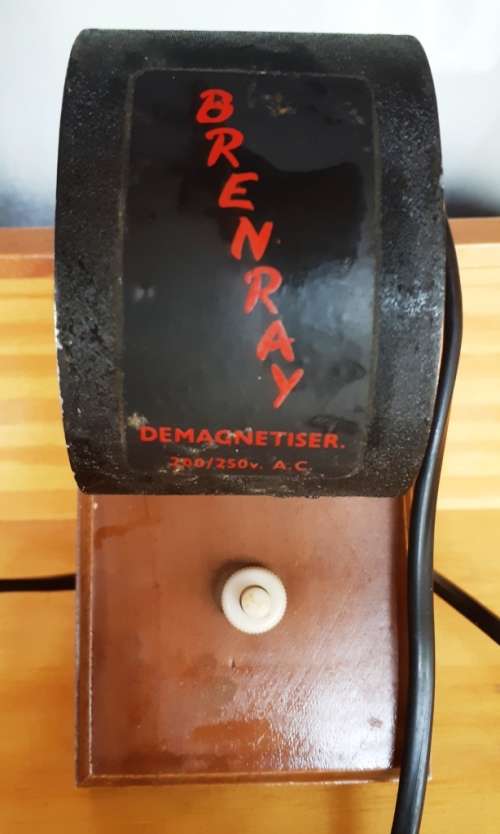 BRENRAY
DEMAGNETISER.
200/250v. A.C.